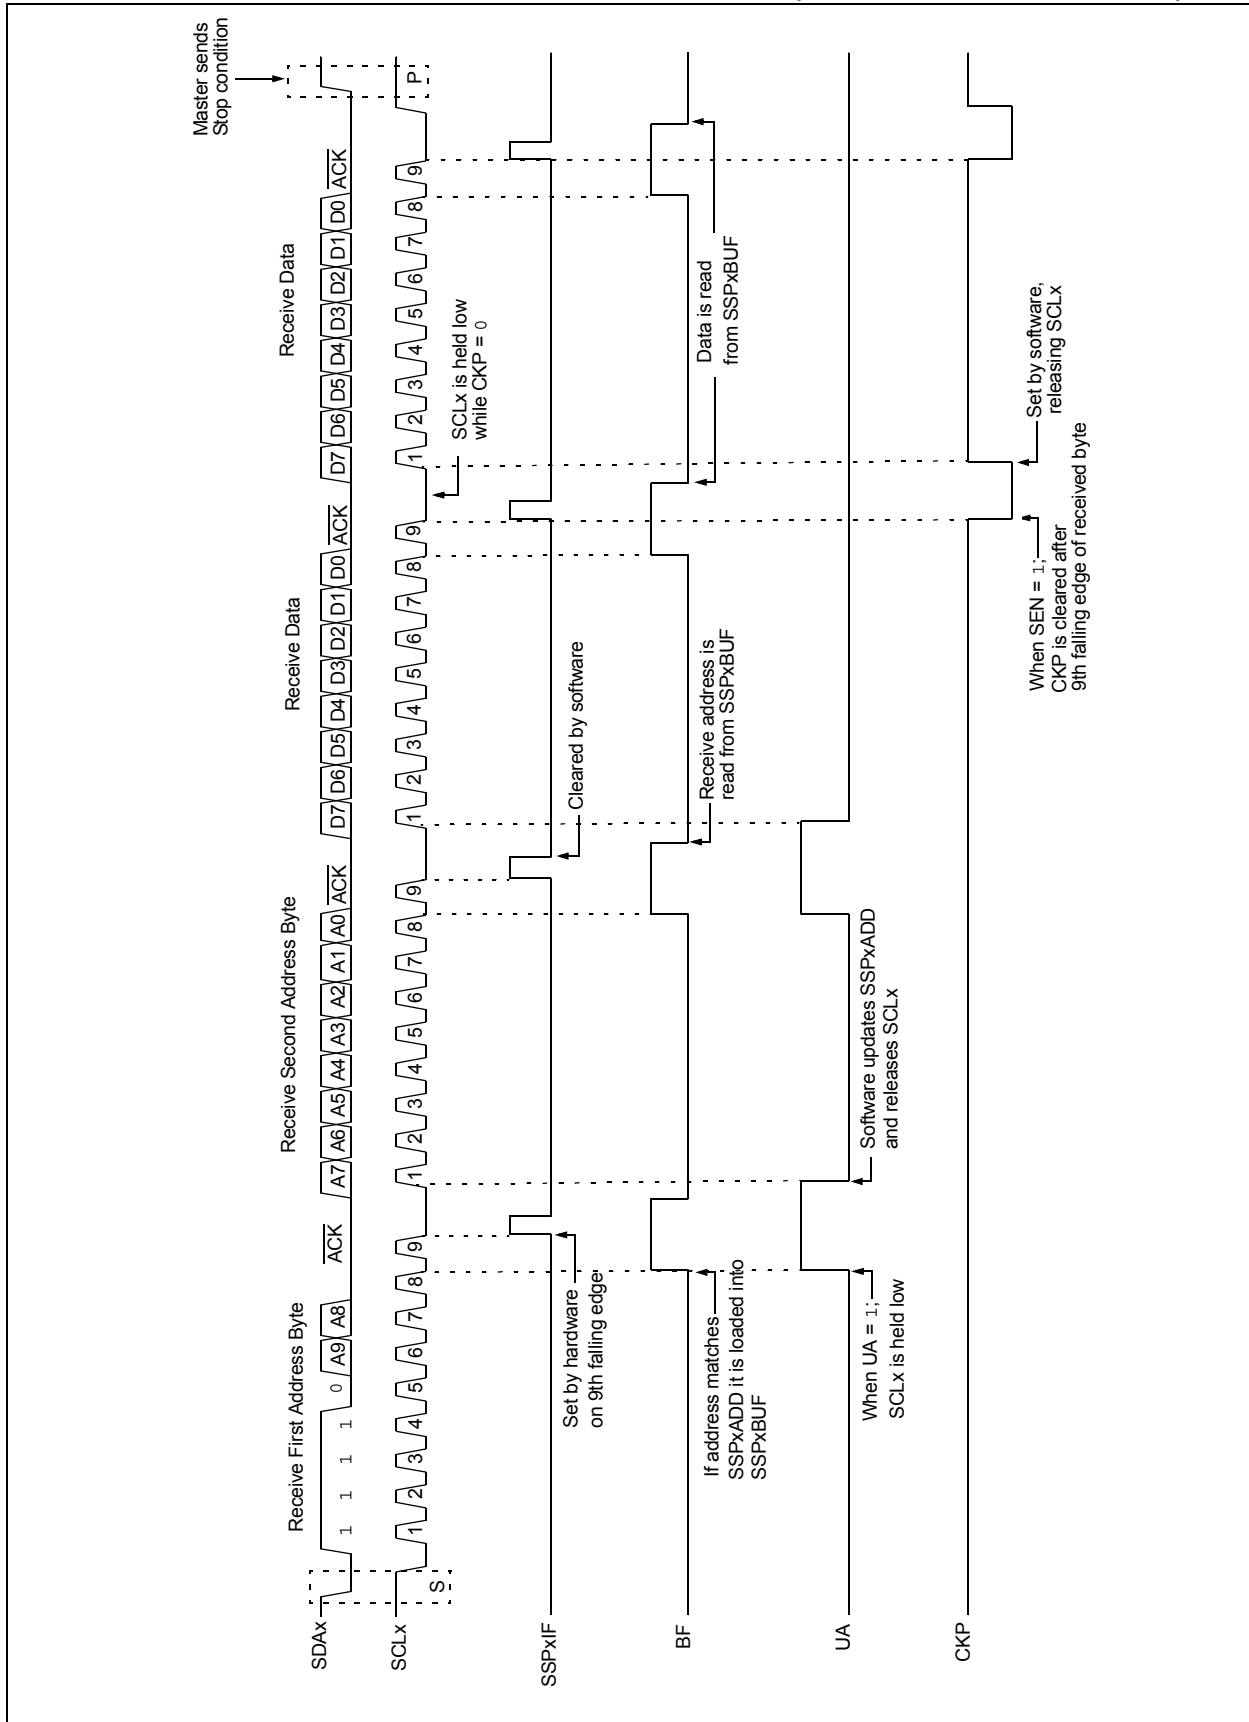 Master sends
Stop condition
Receive First Address Byte
Receive Second Address Byte
Receive Data
Receive Data
SDAx
1 1 1 1 0 A9 A8 ACK
A7 A6 A5 A4 A3 A2 A1 A0 ACK
D7 D6 D5 D4 D3 D2 D1 D0 ACK
D7 D6 D5 D4 D3 D2 D1 D0 ACK
SCLx
S
1 2 3 4 5 6 7 8 9
1 2 3 4 5 6 7 8 9
1 2 3 4 5 6 7 8 9
1 2 3 4 5 6 7 8 9
P
SCLx is held low
while CKP = 0
SSPxIF
Set by hardware
on 9th falling edge
Cleared by software
BF
If address matches
SSPxADD it is loaded into
SSPxBUF
Receive address is
read from SSPxBUF
Data is read
from SSPxBUF
UA
When UA = 1;
SCLx is held low
Software updates SSPxADD
and releases SCLx
CKP
When SEN = 1;
CKP is cleared after
9th falling edge of received byte
Set by software,
releasing SCLx